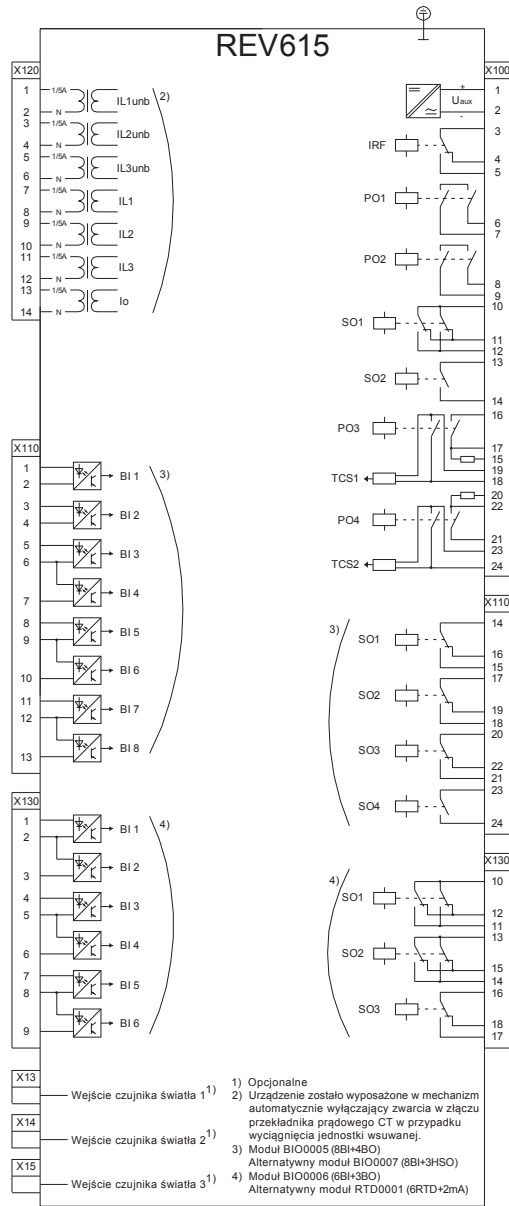 REV615
X120
1 1/5A IL1unb 2)
2 N
3 1/5A IL2unb
4 N
5 1/5A IL3unb
6 N
7 1/5A IL1
8 N
9 1/5A IL2
10 N
11 1/5A IL3
12 N
13 1/5A Io
14 N
X110
1 BI 1 3)
2
3 BI 2
4
5 BI 3
6
BI 4
7
8 BI 5
9
BI 6
10
11 BI 7
12
BI 8
13
X130
1 BI 1 4)
2
BI 2
3
4 BI 3
5
BI 4
6
7 BI 5
8
BI 6
9
X13
Wejście czujnika światła 1 1)
X14
Wejście czujnika światła 2 1)
X15
Wejście czujnika światła 3 1)
X100
+ 1
Uaux
- 2
3
IRF
4
5
PO1
6
7
PO2
8
9
10
SO1
11
12
13
SO2
14
16
PO3
17
15
19
TCS1 18
20
22
PO4
21
23
TCS2 24
X110
3) 14
SO1
16
15
17
SO2
19
18
20
SO3
22
21
23
SO4
24
X130
4) 10
SO1
12
11
13
SO2
15
14
16
SO3
18
17
1) Opcjonalne
2) Urządzenie zostało wyposażone w mechanizm
automatycznie wyłączający zwarcia w złączu
przekładnika prądowego CT w przypadku
wyciągnięcia jednostki wsuwanej.
3) Moduł BIO0005 (8BI+4BO)
Alternatywny moduł BIO0007 (8BI+3HSO)
4) Moduł BIO0006 (6BI+3BO)
Alternatywny moduł RTD0001 (6RTD+2mA)